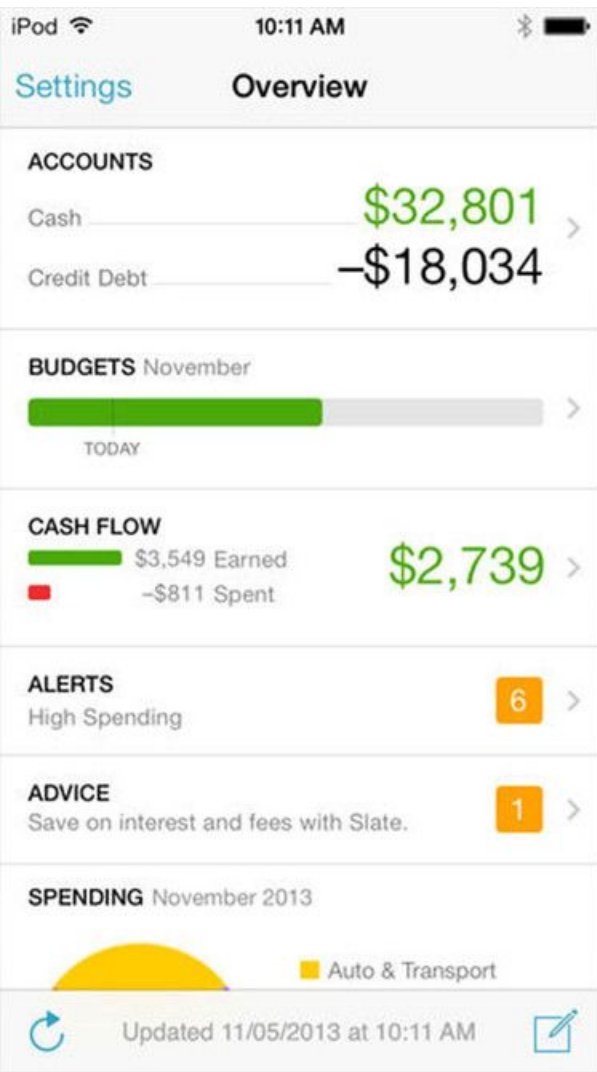 iPod 10:11 AM
Settings Overview
ACCOUNTS
Cash $32,801
Credit Debt –$18,034
BUDGETS November
TODAY
CASH FLOW
$3,549 Earned
$2,739
–$811 Spent
ALERTS
High Spending
6
ADVICE
Save on interest and fees with Slate.
1
SPENDING November 2013
Auto & Transport
Updated 11/05/2013 at 10:11 AM